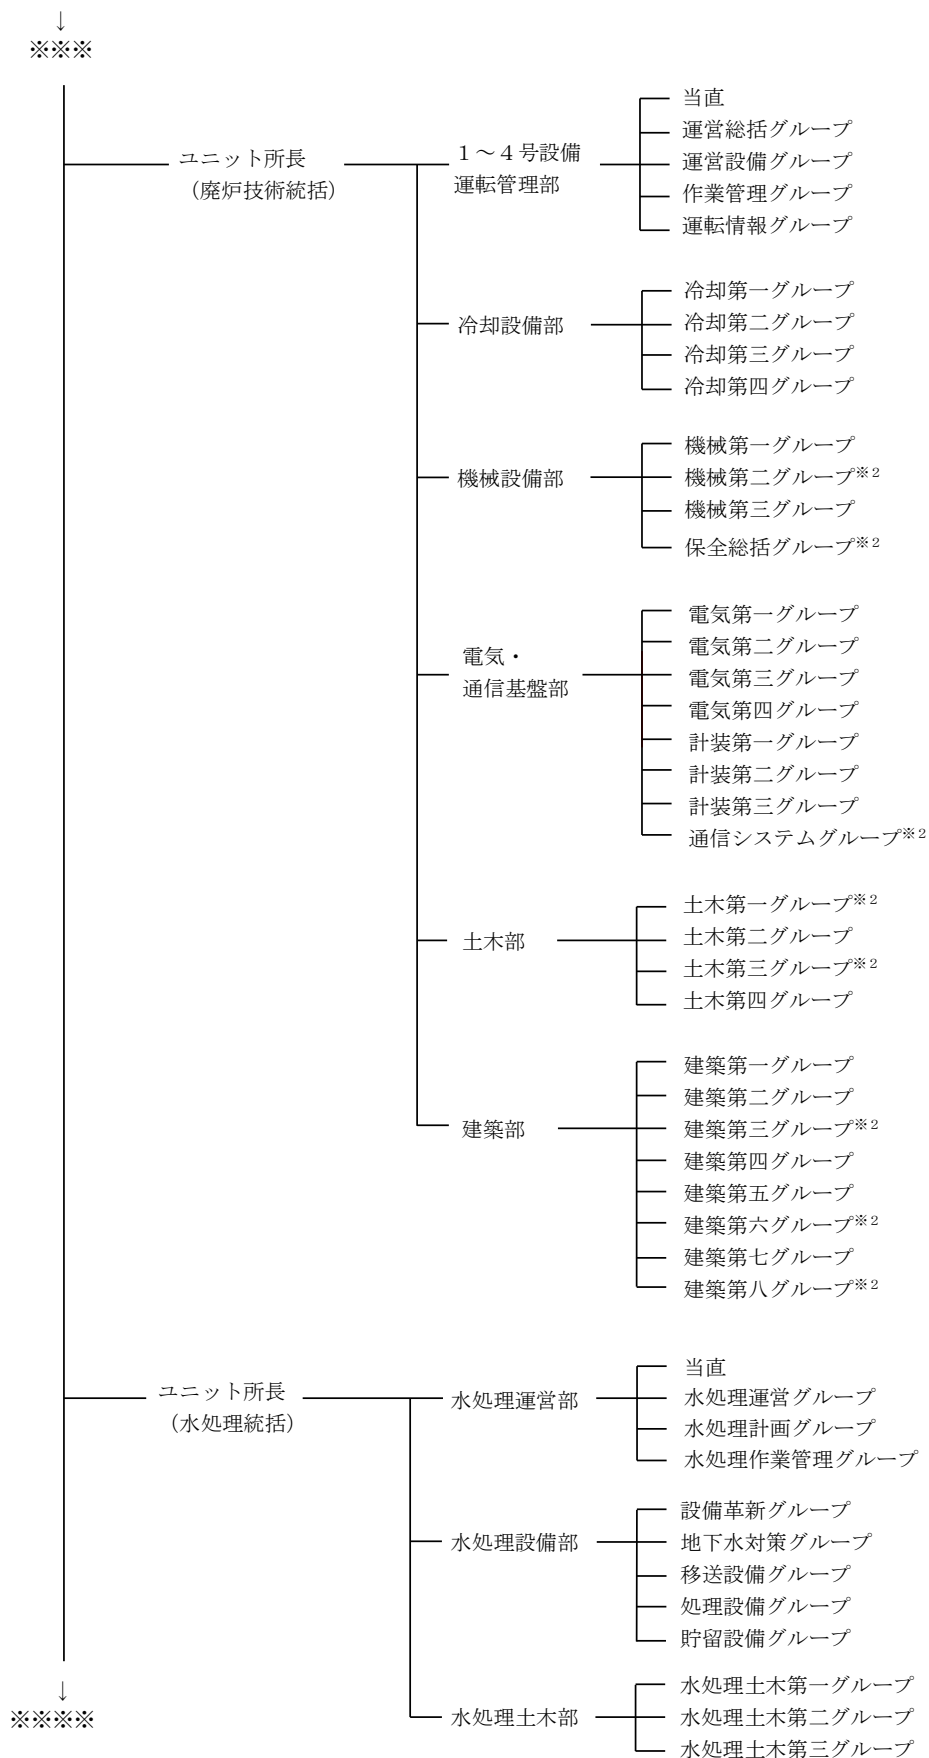 ↓
※※※
ユニット所長
（廃炉技術統括）
１～４号設備
運転管理部
当直
運営総括グループ
運営設備グループ
作業管理グループ
運転情報グループ
冷却設備部
冷却第一グループ
冷却第二グループ
冷却第三グループ
冷却第四グループ
機械設備部
機械第一グループ
機械第二グループ※２
機械第三グループ
保全総括グループ※２
電気・
通信基盤部
電気第一グループ
電気第二グループ
電気第三グループ
電気第四グループ
計装第一グループ
計装第二グループ
計装第三グループ
通信システムグループ※２
土木部
土木第一グループ※２
土木第二グループ
土木第三グループ※２
土木第四グループ
建築部
建築第一グループ
建築第二グループ
建築第三グループ※２
建築第四グループ
建築第五グループ
建築第六グループ※２
建築第七グループ
建築第八グループ※２
ユニット所長
（水処理統括）
水処理運営部
当直
水処理運営グループ
水処理計画グループ
水処理作業管理グループ
水処理設備部
設備革新グループ
地下水対策グループ
移送設備グループ
処理設備グループ
貯留設備グループ
水処理土木部
水処理土木第一グループ
水処理土木第二グループ
水処理土木第三グループ
↓
※※※※